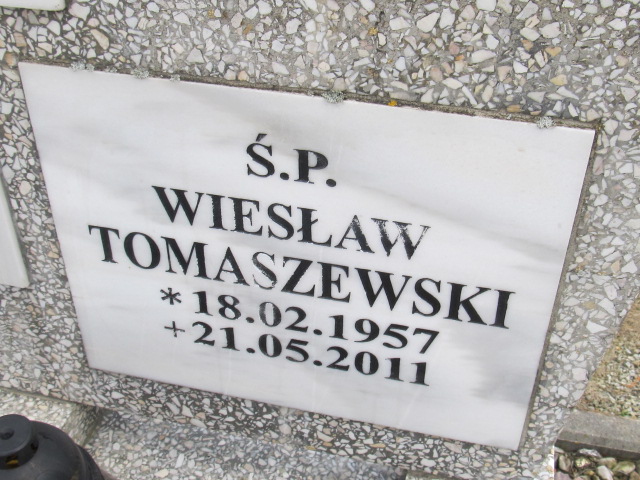 Ś.P.
WIESŁAW
TOMASZEWSKI
* 18.02.1957
+ 21.05.2011